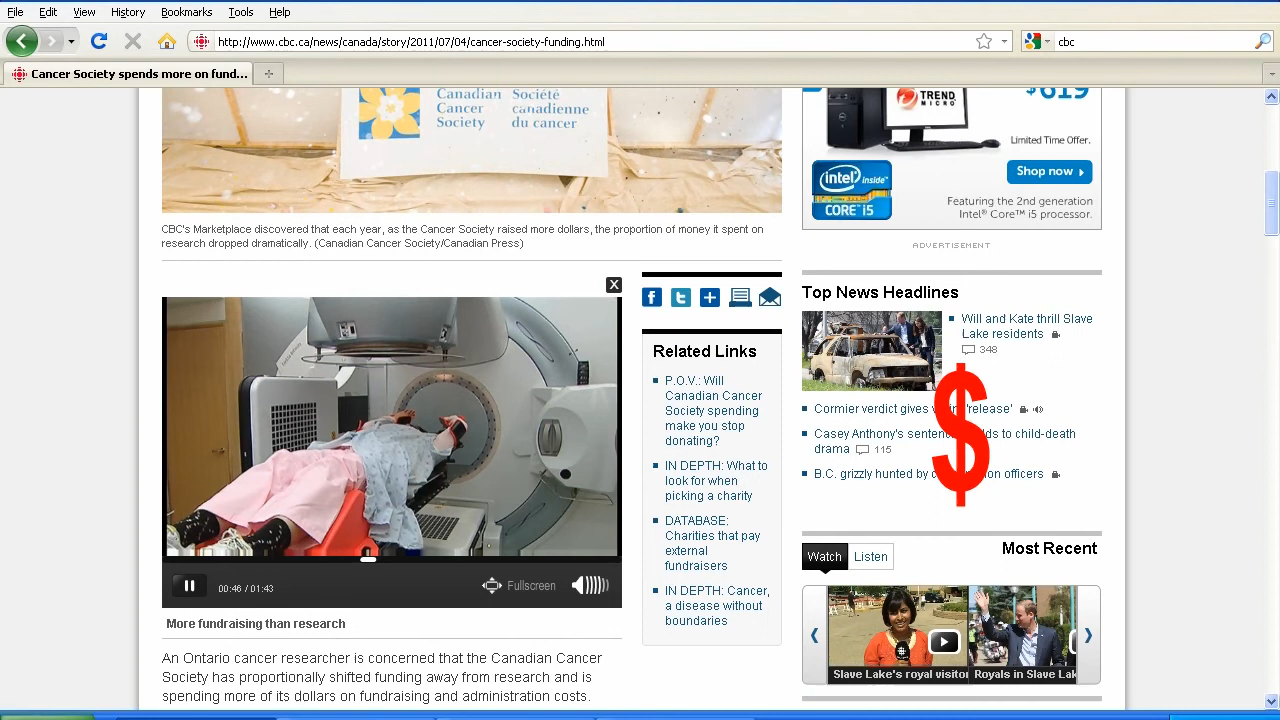 File Edit View History Bookmarks Tools Help
http://www.cbc.ca/news/canada/story/2011/07/04/cancer-society-funding.html
cbc
Cancer Society spends more on fund...
Canadian Cancer Society
Société canadienne du cancer
CBC's Marketplace discovered that each year, as the Cancer Society raised more dollars, the proportion of money it spent on
research dropped dramatically. (Canadian Cancer Society/Canadian Press)
X
00:46 / 01:43
Fullscreen
More fundraising than research
An Ontario cancer researcher is concerned that the Canadian Cancer
Society has proportionally shifted funding away from research and is
spending more of its dollars on fundraising and administration costs.
Related Links
P.O.V.: Will
Canadian Cancer
Society spending
make you stop
donating?
IN DEPTH: What to
look for when
picking a charity
DATABASE:
Charities that pay
external
fundraisers
IN DEPTH: Cancer,
a disease without
boundaries
TREND
MICRO
$619
Limited Time Offer.
intel inside™
CORE™ i5
Shop now
Featuring the 2nd generation
Intel® Core™ i5 processor.
ADVERTISEMENT
Top News Headlines
Will and Kate thrill Slave
Lake residents
348
Cormier verdict gives 'release'
Casey Anthony's to child-death
drama 115
B.C. grizzly hunted by officers
$
Watch Listen
Most Recent
Slave Lake's royal visitor
Royals in Slave Lak